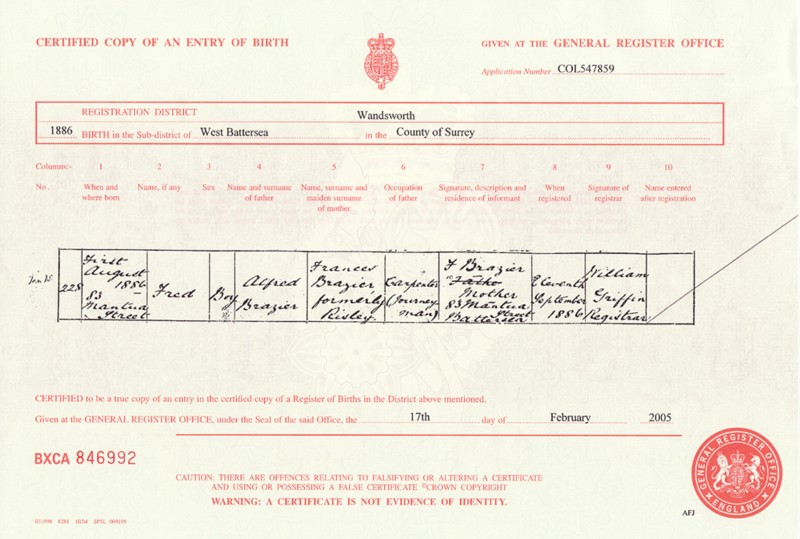 CERTIFIED COPY OF AN ENTRY OF BIRTH
GIVEN AT THE GENERAL REGISTER OFFICE
Application Number COL547859
REGISTRATION DISTRICT Wandsworth
1886 BIRTH in the Sub-district of West Battersea in the County of Surrey
Columns:- 1 2 3 4 5 6 7 8 9 10
No. When and where born Name, if any Sex Name and surname of father Name, surname and maiden surname of mother Occupation of father Signature, description and residence of informant When registered Signature of registrar Name entered after registration
228
First
August
1886
83
Mantua
Street
Fred
Boy
Alfred
Brazier
Frances
Brazier
formerly
Risley
Carpenter
(Journey
man)
F Brazier
Mother
83 Mantua
Street
Battersea
Eleventh
September
1886
William
Griffin
Registrar
CERTIFIED to be a true copy of an entry in the certified copy of a Register of Births in the District above mentioned.
Given at the GENERAL REGISTER OFFICE, under the Seal of the said Office, the 17th day of February 2005
BXCA 846992
CAUTION: THERE ARE OFFENCES RELATING TO FALSIFYING OR ALTERING A CERTIFICATE
AND USING OR POSSESSING A FALSE CERTIFICATE ©CROWN COPYRIGHT
WARNING: A CERTIFICATE IS NOT EVIDENCE OF IDENTITY.
GENERAL REGISTER OFFICE
ENGLAND
AFJ